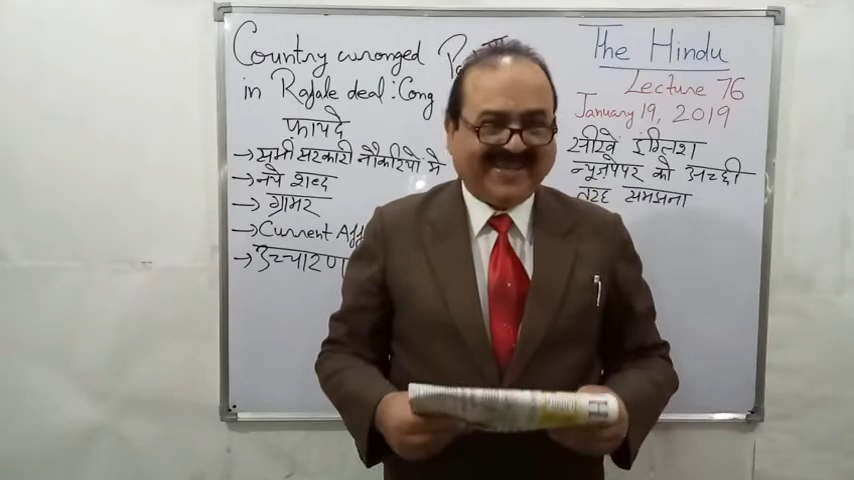 Country wronged
in Rafale deal: Cong
फायदे
→ सभी सरकारी नौकरियों मे
→ नये शब्द
→ ग्रामर
→ Current Aff
→ उच्चारण
The Hindu
Lecture 76
January 19, 2019
सीखें इंग्लिश
न्यूज़पेपर को अच्छी
तरह समझना